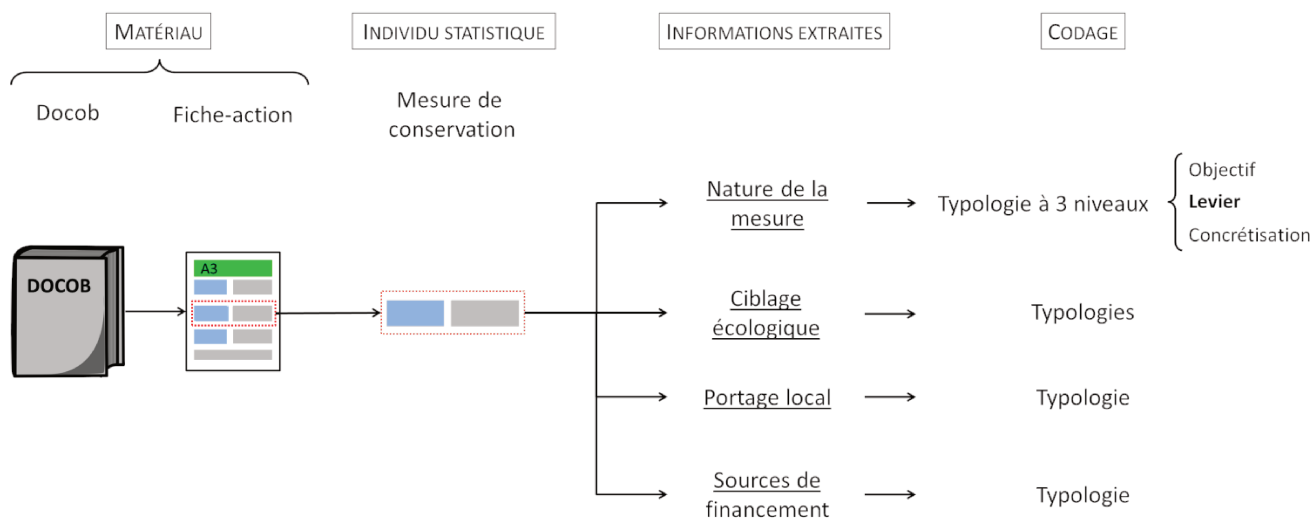 MATÉRIAU
INDIVIDU STATISTIQUE
INFORMATIONS EXTRAITES
CODAGE
Docob
Fiche-action
Mesure de
conservation
Nature de la
mesure
Typologie à 3 niveaux
Objectif
Levier
Concrétisation
DOCOB
A3
Ciblage
écologique
Typologies
Portage local
Typologie
Sources de
financement
Typologie